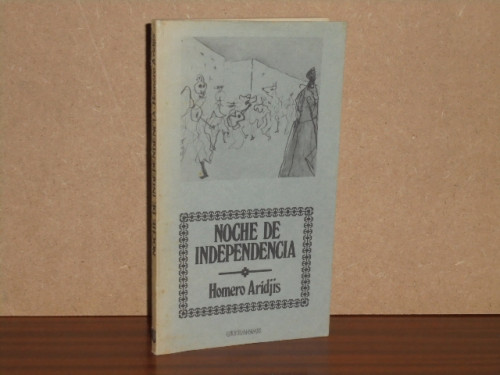 NOCHE DE
INDEPENDENCIA
Homero Aridjis